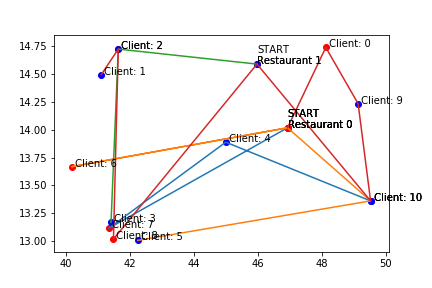 14.75
14.50
14.25
14.00
13.75
13.50
13.25
13.00
40
42
44
46
48
50
Client: 2
START
Restaurant 1
Client: 0
Client: 1
Client: 9
START
Restaurant 0
Client: 4
Client: 6
Client: 10
Client: 3
Client: 7
Client: 5